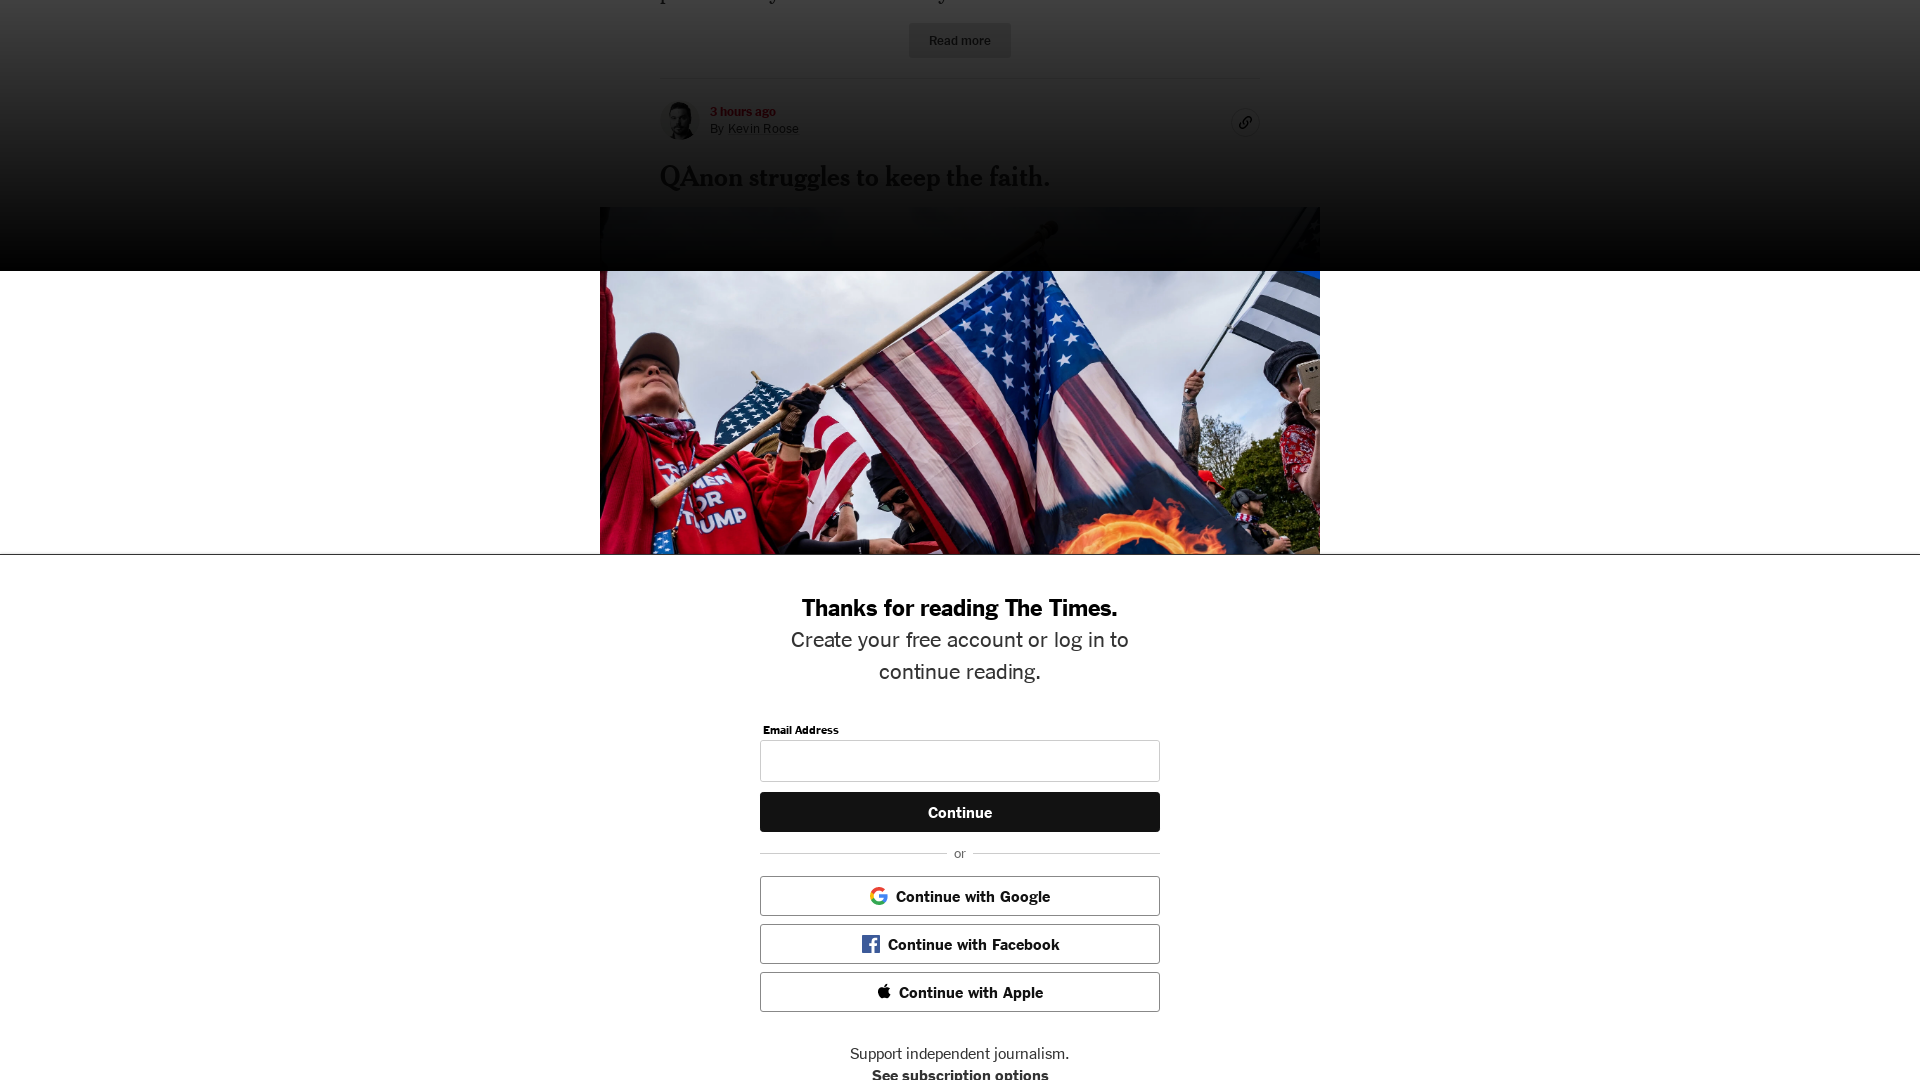 Read more
3 hours ago
By Kevin Roose
QAnon struggles to keep the faith.
WOMEN
FOR
TRUMP
Thanks for reading The Times.
Create your free account or log in to
continue reading.
Email Address
Continue
or
Continue with Google
Continue with Facebook
Continue with Apple
Support independent journalism.
See subscription options